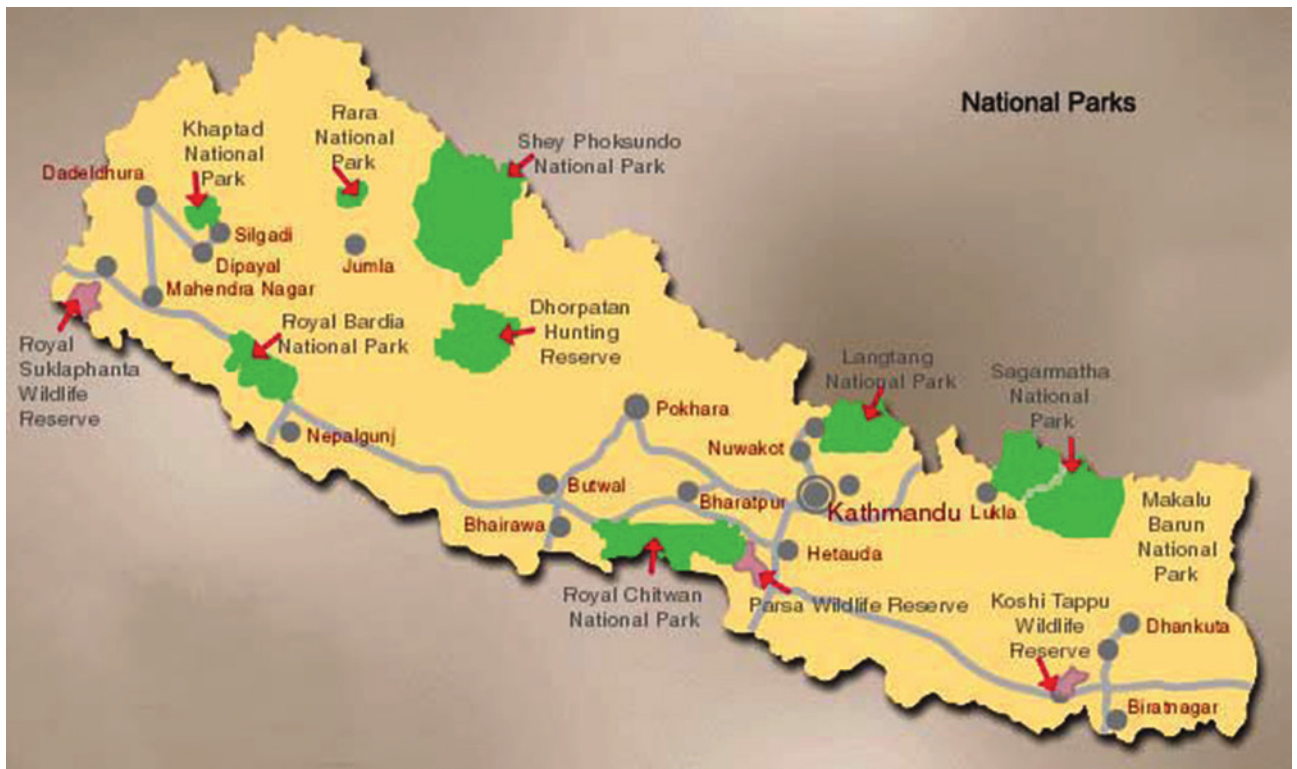 National Parks
Khaptad
National
Park
Rara
National
Park
Shey Phoksundo
National Park
Dadeldhura
Silgadi
Dipayal
Jumla
Mahendra Nagar
Royal
Suklaphanta
Wildlife
Reserve
Royal Bardia
National Park
Dhorpatan
Hunting
Reserve
Langtang
National Park
Sagarmatha
National
Park
Nepalgunj
Pokhara
Nuwakot
Butwal
Bharatpur
Kathmandu
Lukla
Makalu
Barun
National
Park
Bhairawa
Hetauda
Royal Chitwan
National Park
Parsa Wildlife Reserve
Koshi Tappu
Wildlife
Reserve
Dhankuta
Biratnagar